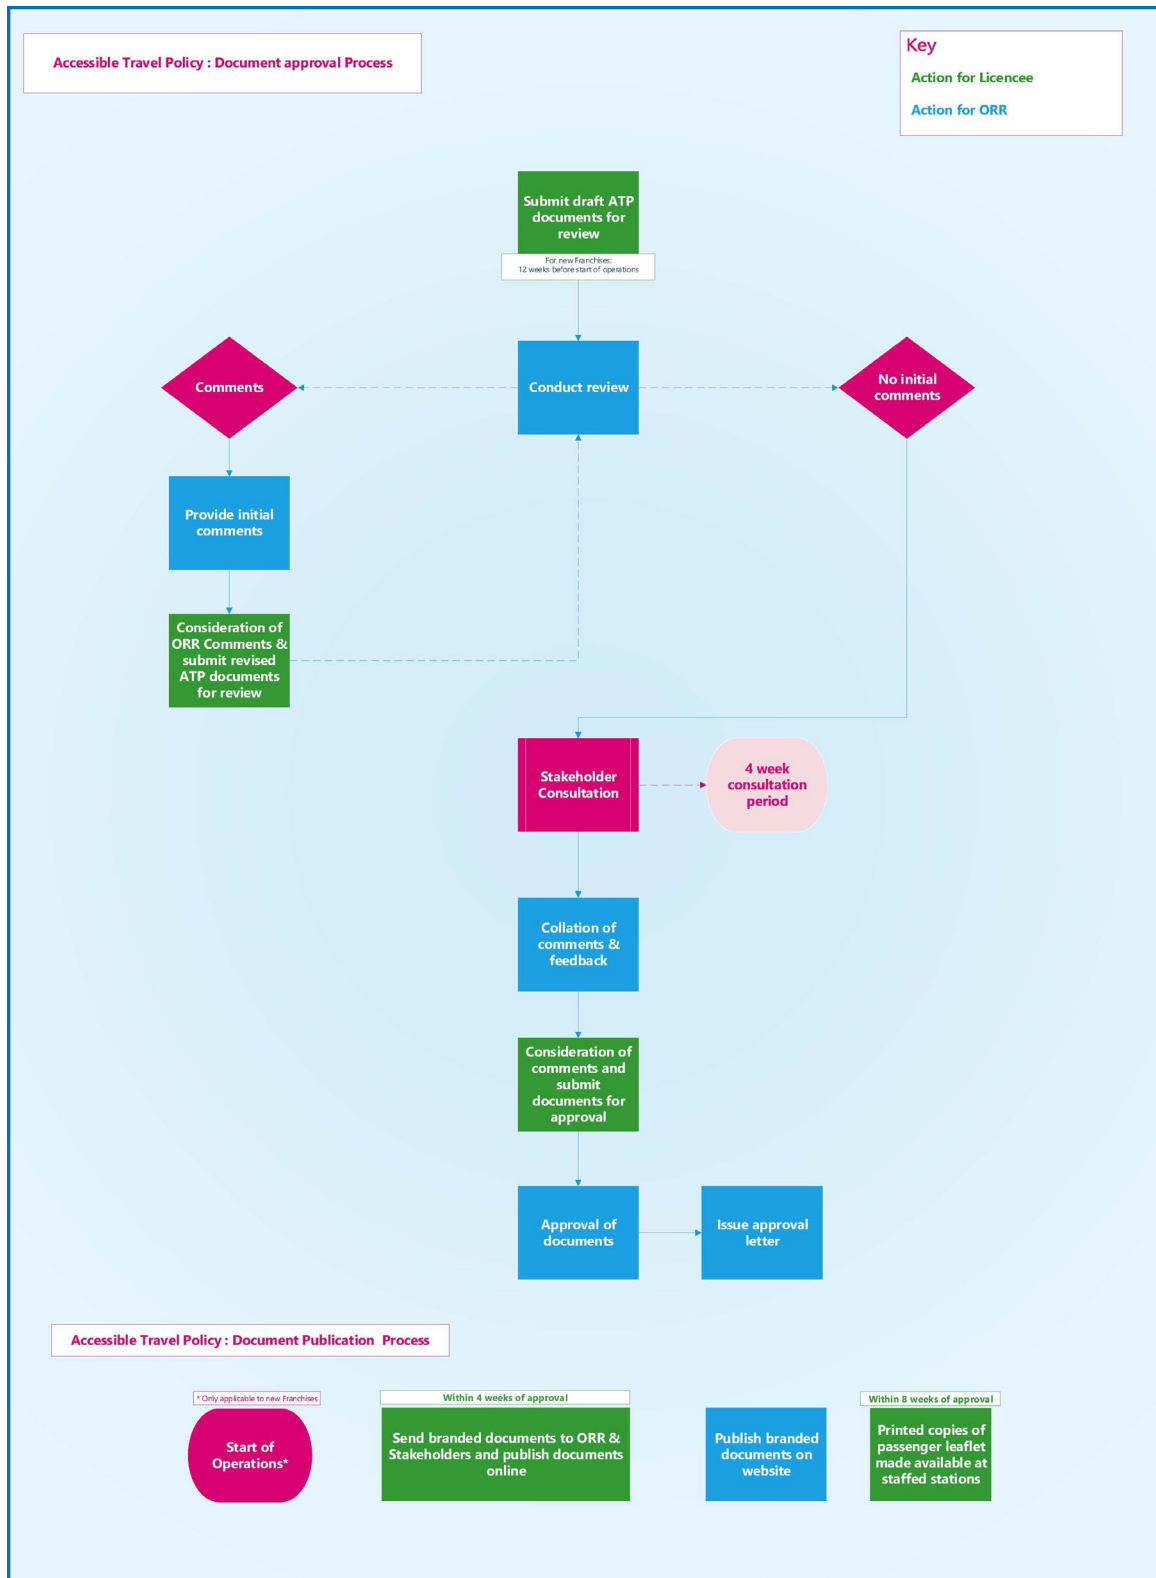 Accessible Travel Policy : Document approval Process
Key
Action for Licencee
Action for ORR
Submit draft ATP
documents for
review
For new Franchises:
12 weeks before start of operations
Comments
Conduct review
No initial
comments
Provide initial
comments
Consideration of
ORR Comments &
submit revised
ATP documents
for review
Stakeholder
Consultation
4 week
consultation
period
Collation of
comments &
feedback
Consideration of
comments and
submit
documents for
approval
Approval of
documents
Issue approval
letter
Accessible Travel Policy : Document Publication  Process
* Only applicable to new Franchises
Start of
Operations*
Within 4 weeks of approval
Send branded documents to ORR &
Stakeholders and publish documents
online
Publish branded
documents on
website
Within 8 weeks of approval
Printed copies of
passenger leaflet
made available at
staffed stations